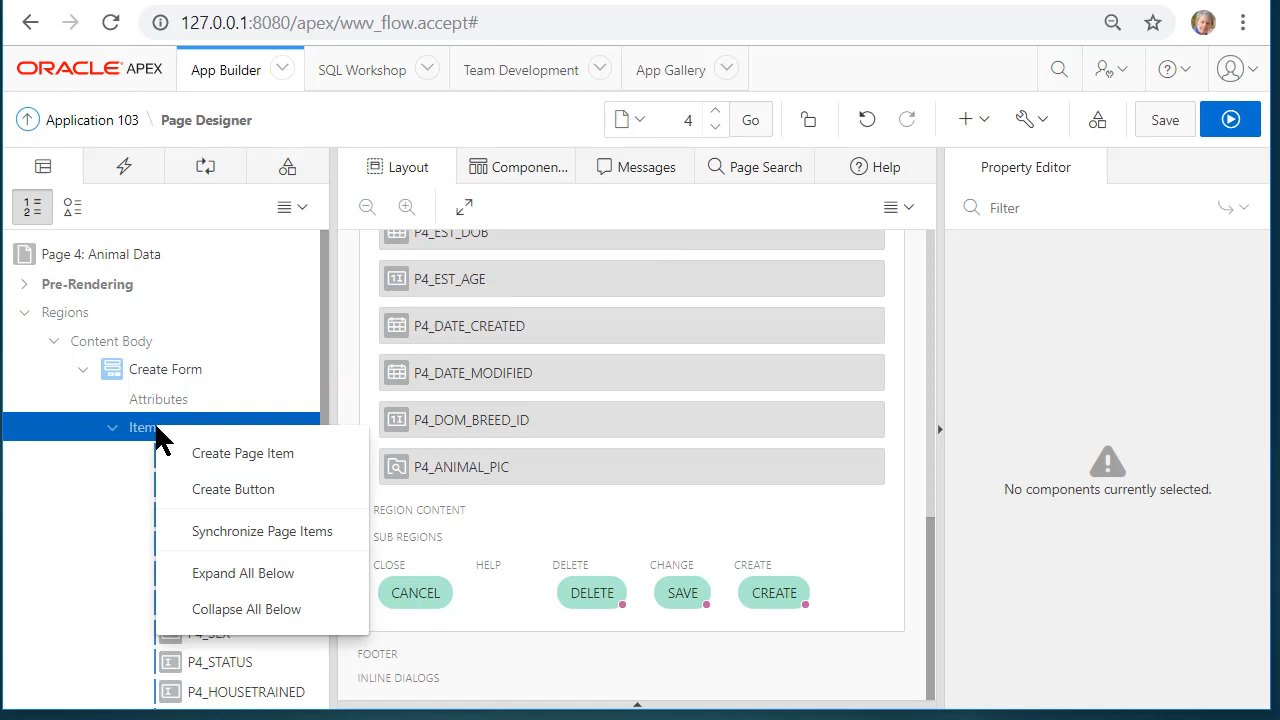 127.0.0.1:8080/apex/wwv_flow.accept#
ORACLE APEX
App Builder
SQL Workshop
Team Development
App Gallery
Application 103 \ Page Designer
4
Go
Save
Layout
Componen...
Messages
Page Search
Help
Property Editor
Filter
Page 4: Animal Data
Pre-Rendering
Regions
Content Body
Create Form
Attributes
Item
Create Page Item
Create Button
Synchronize Page Items
Expand All Below
Collapse All Below
P4_SEX
P4_STATUS
P4_HOUSETRAINED
P4_EST_DOB
P4_EST_AGE
P4_DATE_CREATED
P4_DATE_MODIFIED
P4_DOM_BREED_ID
P4_ANIMAL_PIC
REGION CONTENT
SUB REGIONS
CLOSE
HELP
DELETE
CHANGE
CREATE
CANCEL
DELETE
SAVE
CREATE
FOOTER
INLINE DIALOGS
No components currently selected.